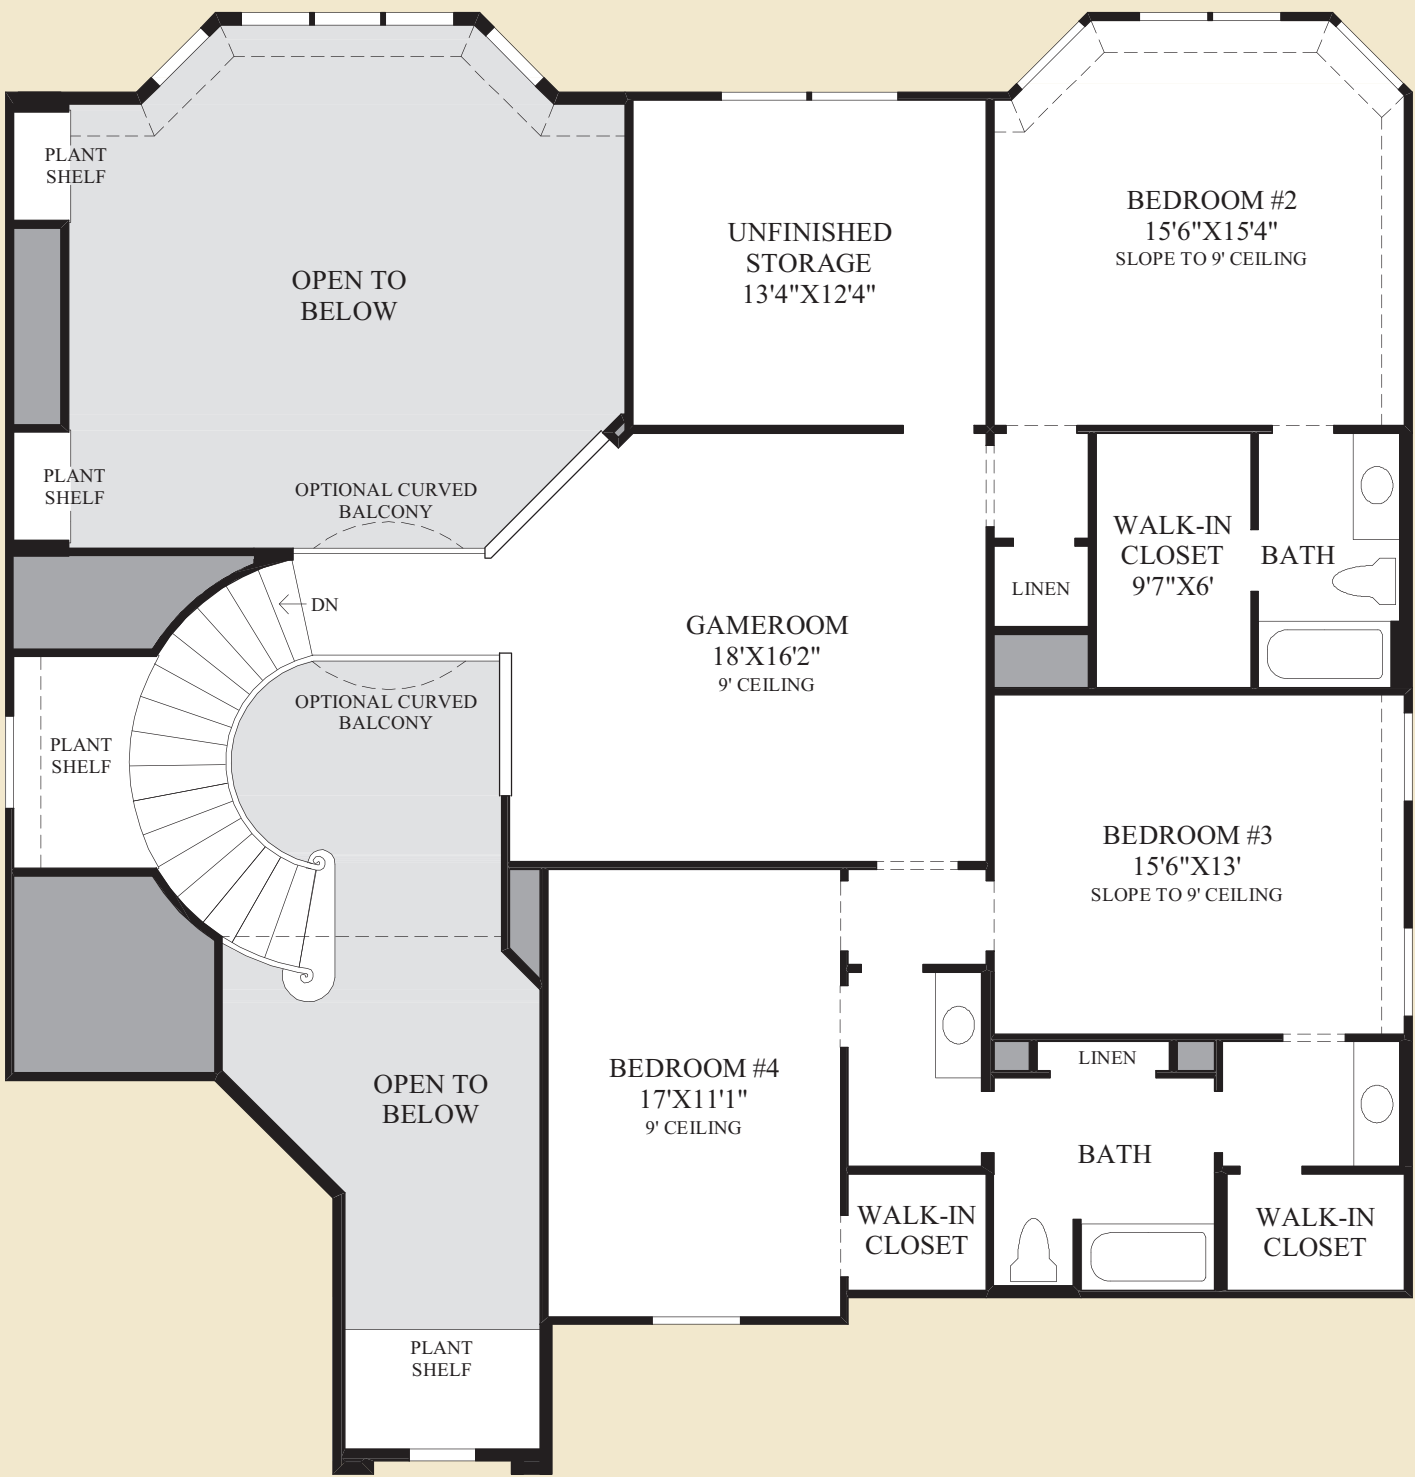 PLANT
SHELF
OPEN TO
BELOW
UNFINISHED
STORAGE
13'4"X12'4"
BEDROOM #2
15'6"X15'4"
SLOPE TO 9' CEILING
PLANT
SHELF
OPTIONAL CURVED
BALCONY
WALK-IN
CLOSET
9'7"X6'
BATH
LINEN
DN
GAMEROOM
18'X16'2"
9' CEILING
OPTIONAL CURVED
BALCONY
PLANT
SHELF
BEDROOM #3
15'6"X13'
SLOPE TO 9' CEILING
OPEN TO
BELOW
BEDROOM #4
17'X11'1"
9' CEILING
LINEN
BATH
WALK-IN
CLOSET
WALK-IN
CLOSET
PLANT
SHELF